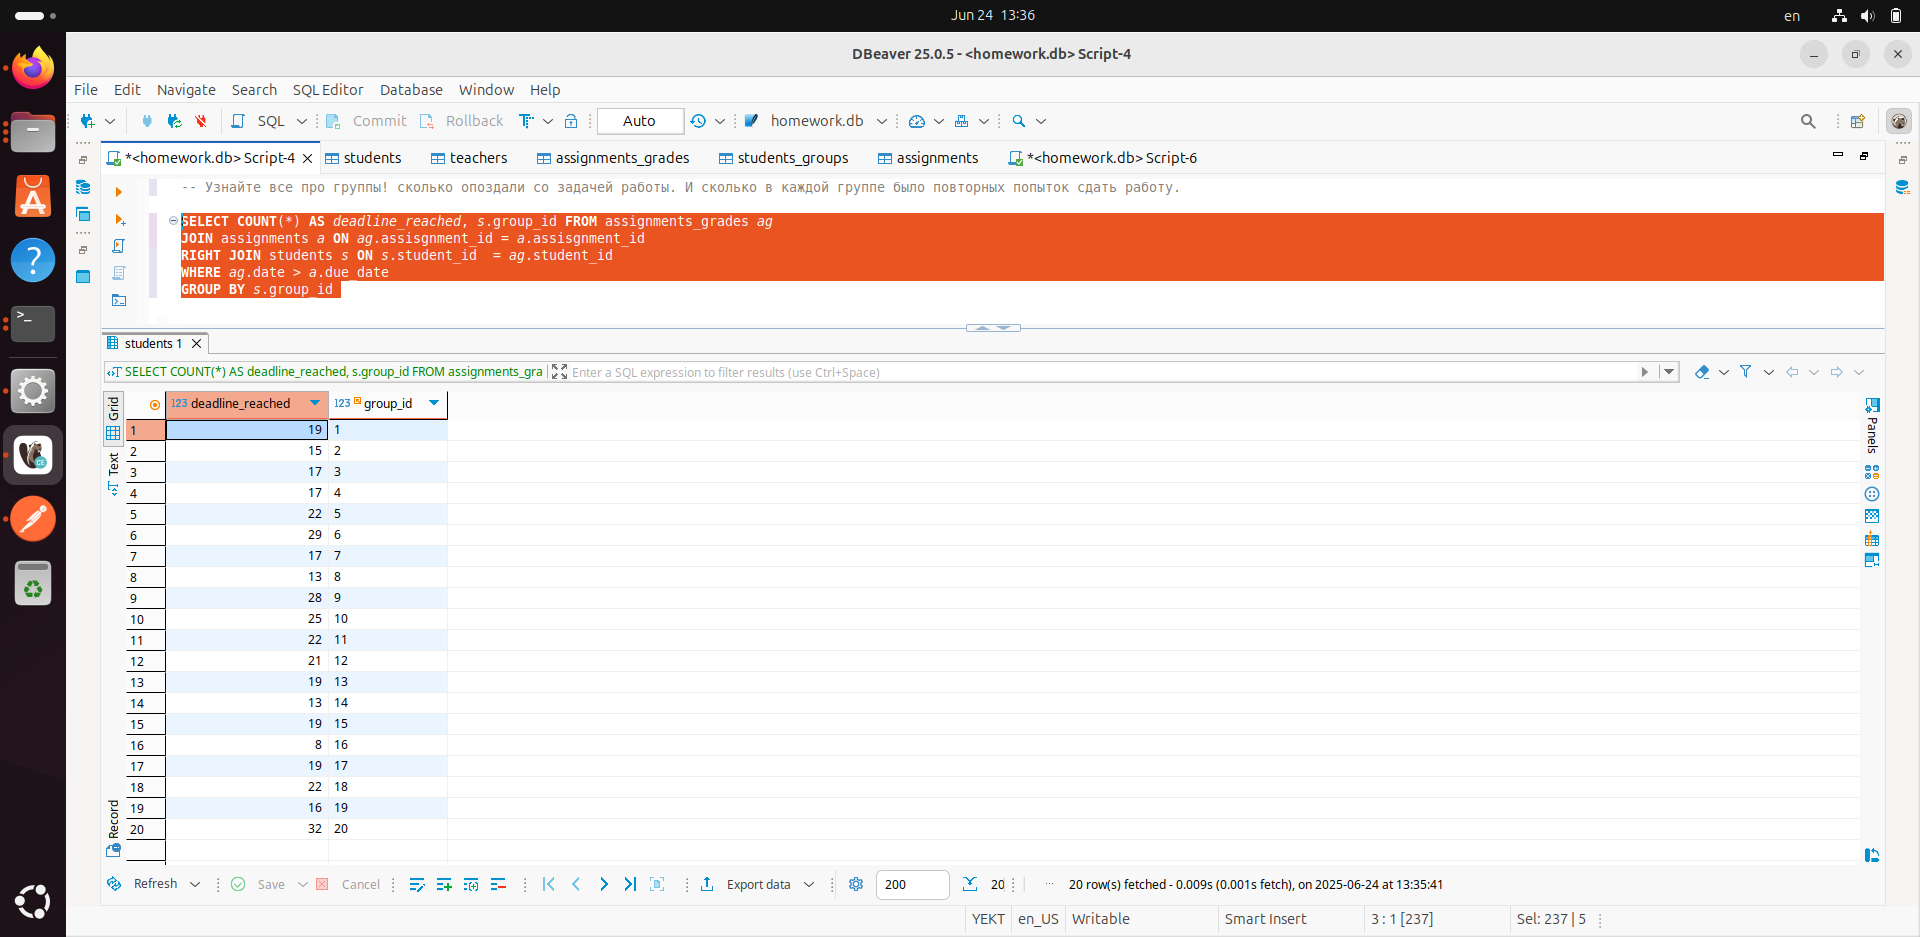 Jun 24 13:36
en
DBeaver 25.0.5 - <homework.db> Script-4
File Edit Navigate Search SQL Editor Database Window Help
SQL Commit Rollback Auto homework.db
*<homework.db> Script-4 students teachers assignments_grades students_groups assignments *<homework.db> Script-6
-- Узнайте все про группы! сколько опоздали со задачей работы. И сколько в каждой группе было повторных попыток сдать работу.
SELECT COUNT(*) AS deadline_reached, s.group_id FROM assignments_grades ag
JOIN assignments a ON ag.assisgnment_id = a.assisgnment_id
RIGHT JOIN students s ON s.student_id = ag.student_id
WHERE ag.date > a.due_date
GROUP BY s.group_id
students 1
SELECT COUNT(*) AS deadline_reached, s.group_id FROM assignments_gra Enter a SQL expression to filter results (use Ctrl+Space)
Grid
Text
Record
Panels
123 deadline_reached 123 group_id
1 19 1
2 15 2
3 17 3
4 17 4
5 22 5
6 29 6
7 17 7
8 13 8
9 28 9
10 25 10
11 22 11
12 21 12
13 19 13
14 13 14
15 19 15
16 8 16
17 19 17
18 22 18
19 16 19
20 32 20
Refresh Save Cancel Export data 200 20 ... 20 row(s) fetched - 0.009s (0.001s fetch), on 2025-06-24 at 13:35:41
YEKT en_US Writable Smart Insert 3 : 1 [237] Sel: 237 | 5